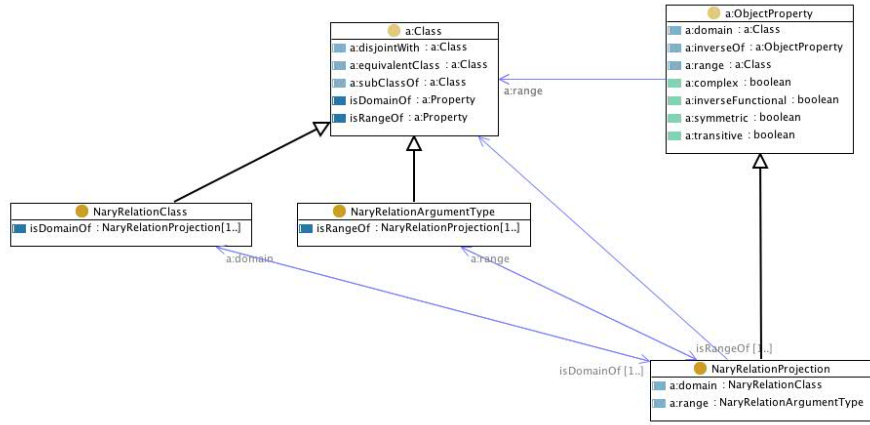 a:Class
a:disjointWith : a:Class
a:equivalentClass : a:Class
a:subClassOf : a:Class
isDomainOf : a:Property
isRangeOf : a:Property
a:ObjectProperty
a:domain : a:Class
a:inverseOf : a:ObjectProperty
a:range : a:Class
a:complex : boolean
a:inverseFunctional : boolean
a:symmetric : boolean
a:transitive : boolean
a:range
NaryRelationClass
isDomainOf : NaryRelationProjection[1..]
NaryRelationArgumentType
isRangeOf : NaryRelationProjection[1..]
a:domain
a:range
isRangeOf [1..]
isDomainOf [1..]
NaryRelationProjection
a:domain : NaryRelationClass
a:range : NaryRelationArgumentType